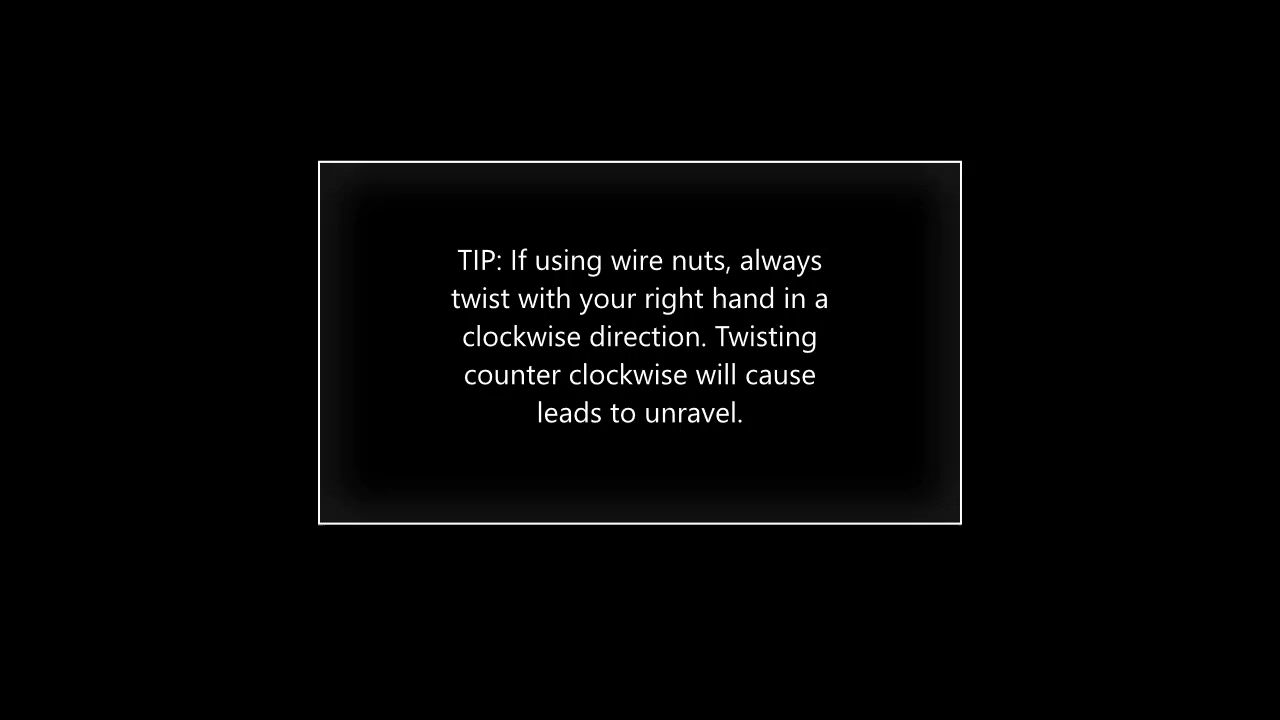 TIP: If using wire nuts, always
twist with your right hand in a
clockwise direction. Twisting
counter clockwise will cause
leads to unravel.